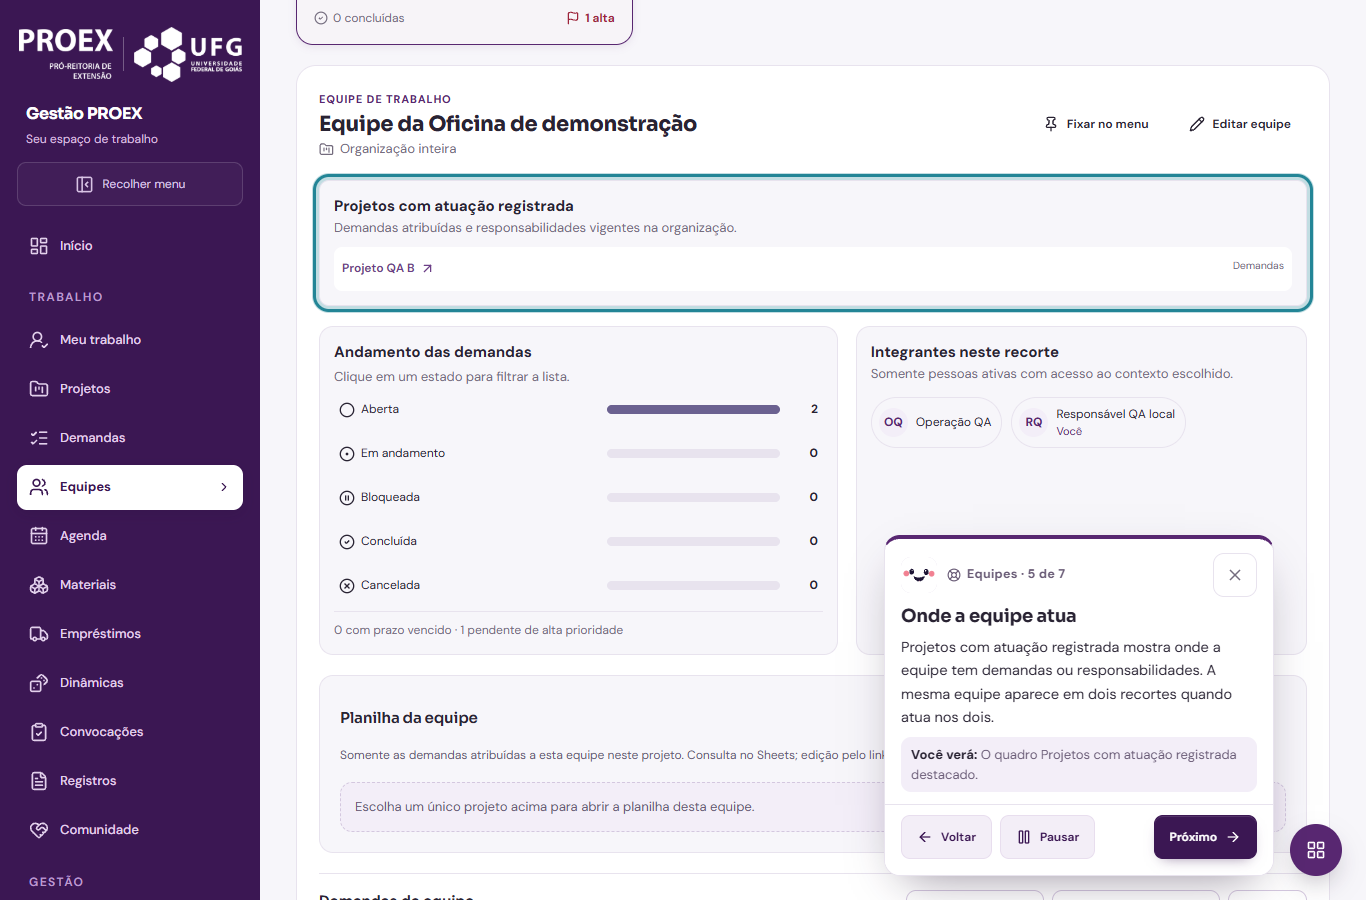 PROEX
PRÓ-REITORIA DE
EXTENSÃO
UFG
UNIVERSIDADE
FEDERAL DE GOIÁS
Gestão PROEX
Seu espaço de trabalho
Recolher menu
Início
TRABALHO
Meu trabalho
Projetos
Demandas
Equipes
Agenda
Materiais
Empréstimos
Dinâmicas
Convocações
Registros
Comunidade
GESTÃO
0 concluídas
1 alta
EQUIPE DE TRABALHO
Equipe da Oficina de demonstração
Organização inteira
Fixar no menu
Editar equipe
Projetos com atuação registrada
Demandas atribuídas e responsabilidades vigentes na organização.
Projeto QA B
Demandas
Andamento das demandas
Clique em um estado para filtrar a lista.
Aberta 2
Em andamento 0
Bloqueada 0
Concluída 0
Cancelada 0
0 com prazo vencido · 1 pendente de alta prioridade
Integrantes neste recorte
Somente pessoas ativas com acesso ao contexto escolhido.
OQ Operação QA
RQ Responsável QA local
Você
Planilha da equipe
Somente as demandas atribuídas a esta equipe neste projeto. Consulta no Sheets; edição pelo
Escolha um único projeto acima para abrir a planilha desta equipe.
Equipes · 5 de 7
Onde a equipe atua
Projetos com atuação registrada mostra onde a
equipe tem demandas ou responsabilidades. A
mesma equipe aparece em dois recortes quando
atua nos dois.
Você verá: O quadro Projetos com atuação registrada
destacado.
Voltar
Pausar
Próximo
Demandas da equipe